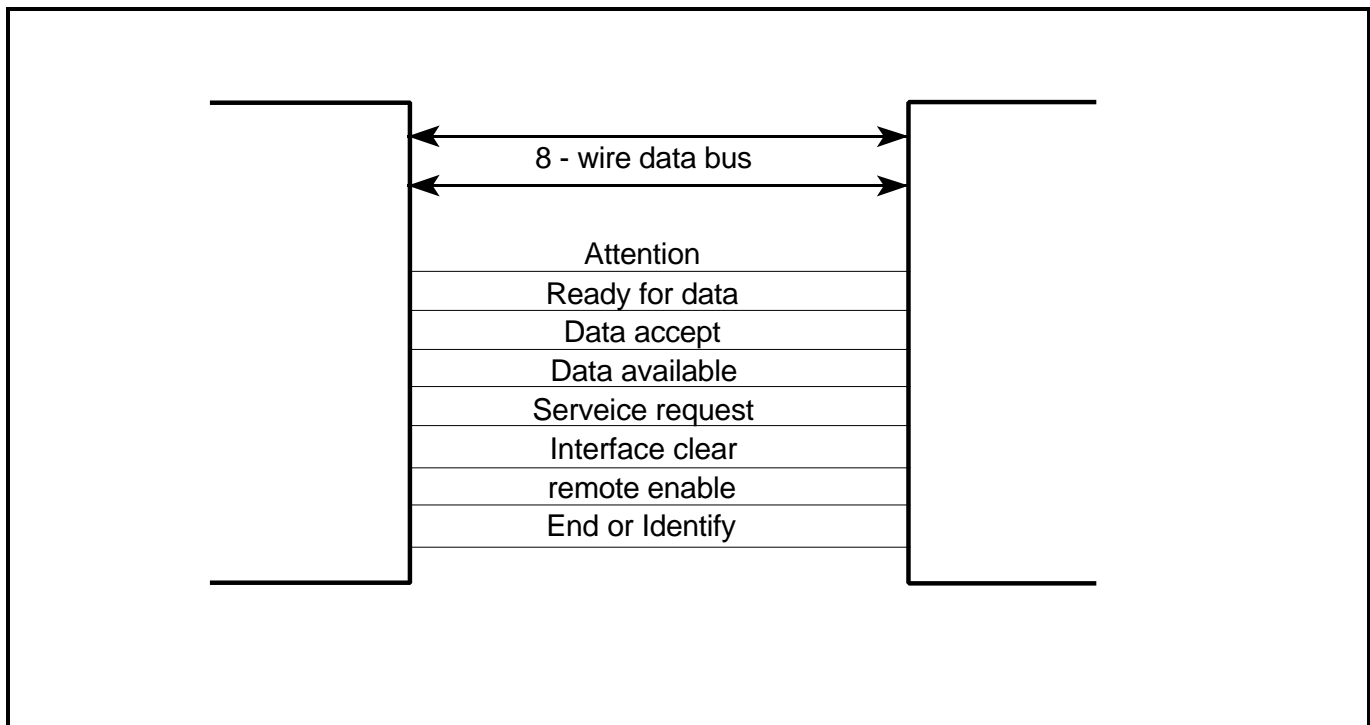 8 - wire data bus
Attention
Ready for data
Data accept
Data available
Serveice request
Interface clear
remote enable
End or Identify